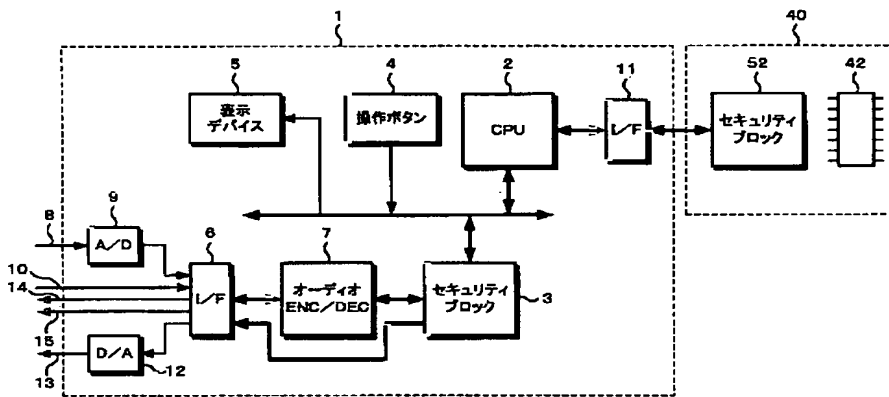 1
40
5
4
2
11
52
42
表示
デバイス
操作ボタン
CPU
I/F
セキュリティ
ブロック
9
8
A/D
6
7
10
14
I/F
オーディオ
ENC/DEC
セキュリティ
ブロック
3
15
D/A
13
12